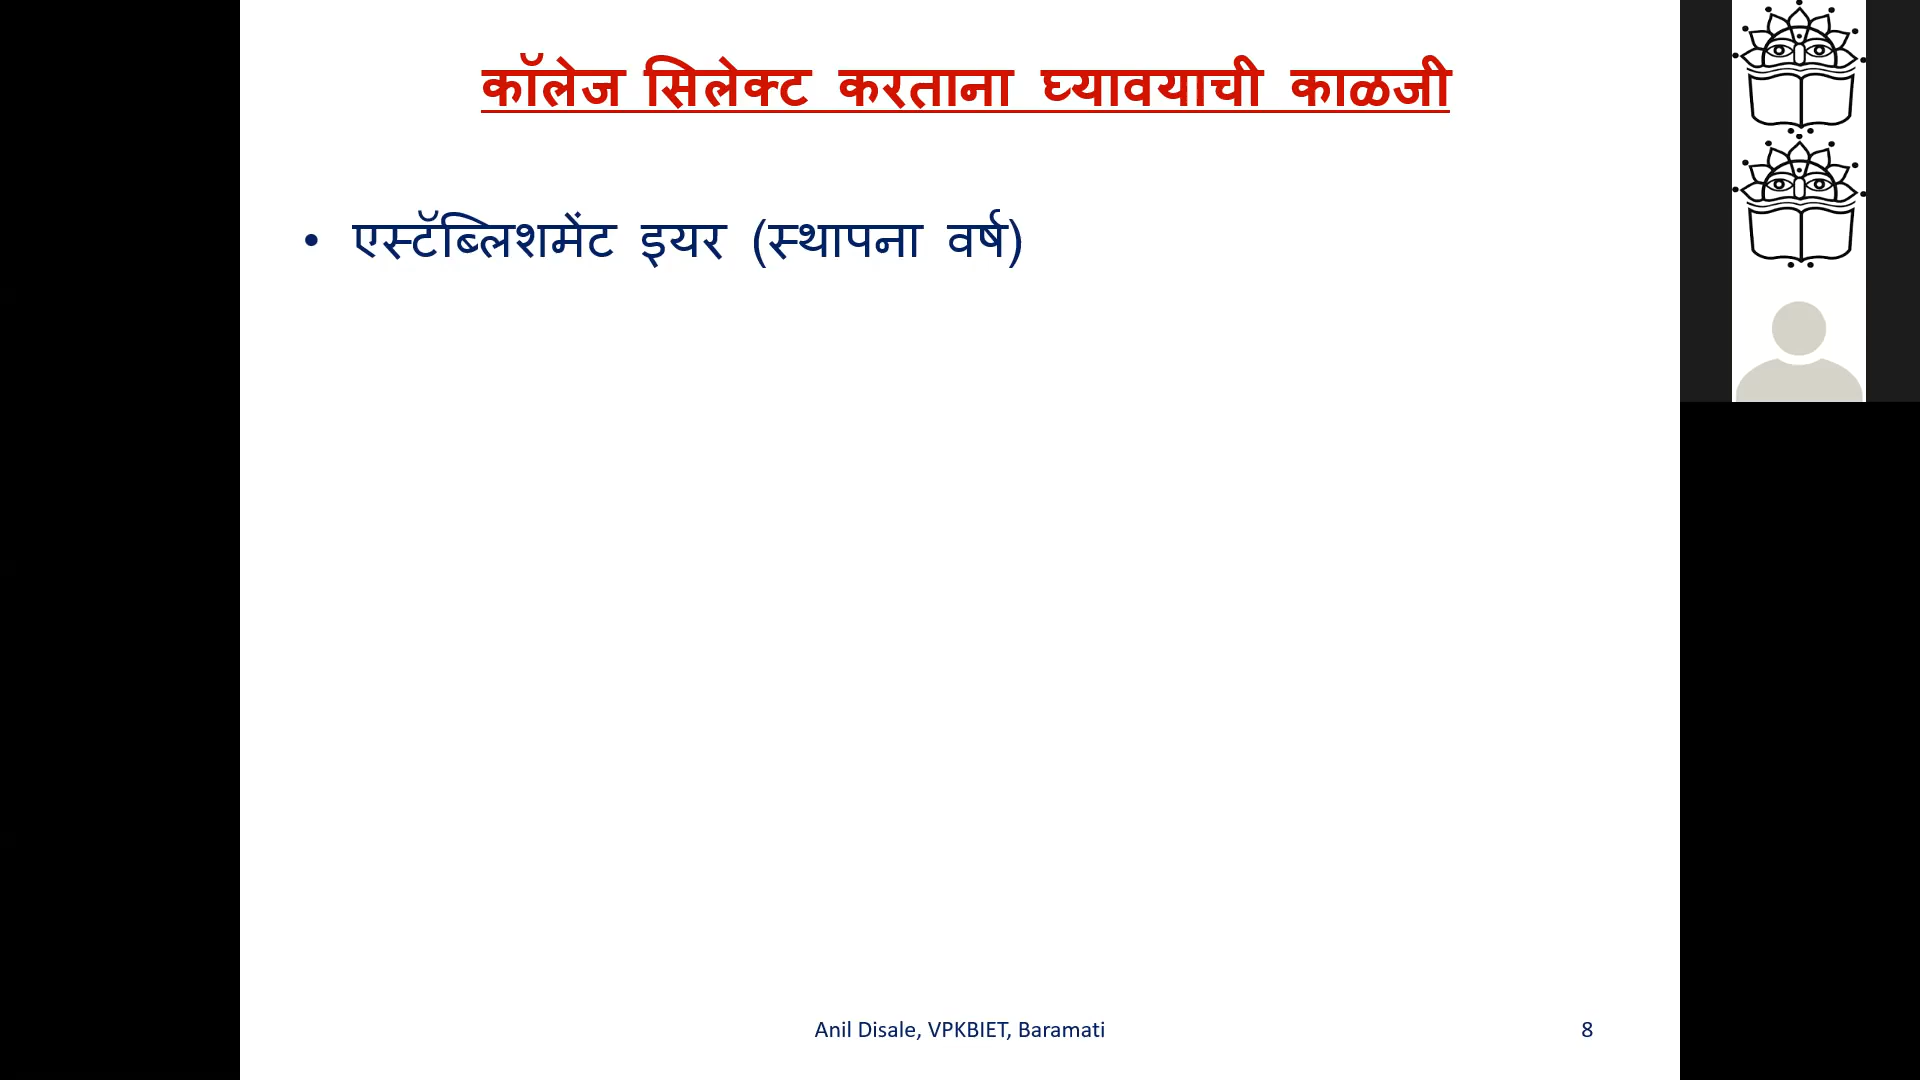 कॉलेज सिलेक्ट करताना घ्यावयाची काळजी
• एस्टॅब्लिशमेंट इयर (स्थापना वर्ष)
Anil Disale, VPKBIET, Baramati
8